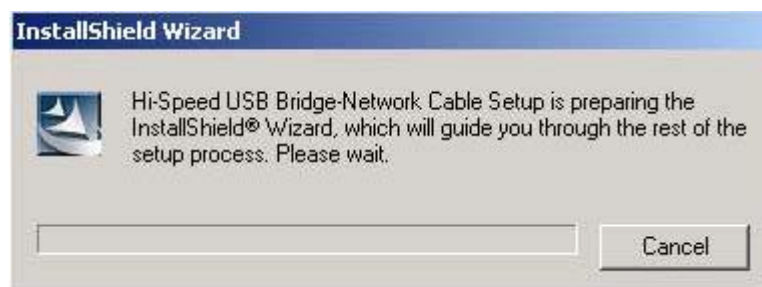 InstallShield Wizard
Hi-Speed USB Bridge-Network Cable Setup is preparing the
InstallShield® Wizard, which will guide you through the rest of the
setup process. Please wait.
Cancel